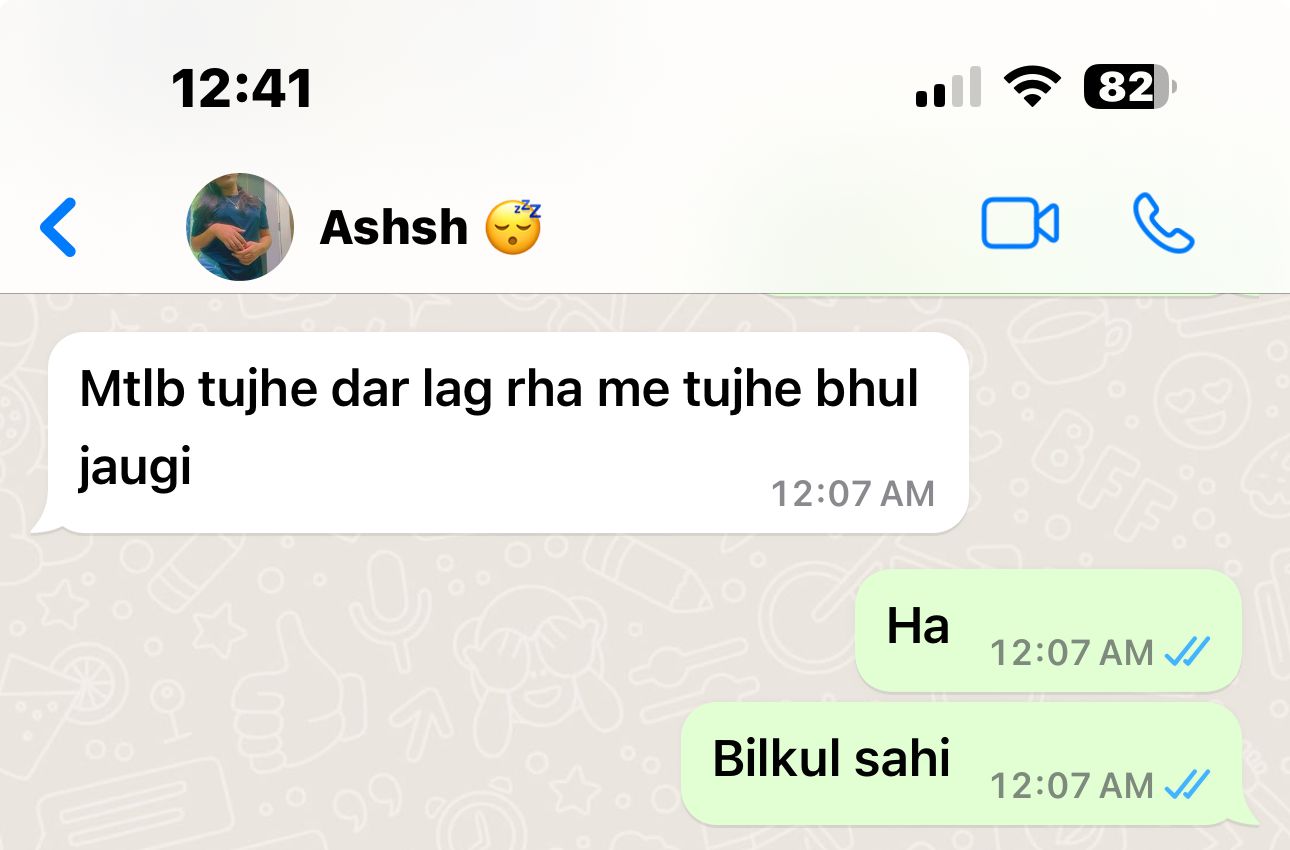 12:41
82
Ashsh 😴
Mtlb tujhe dar lag rha me tujhe bhul
jaugi
12:07 AM
Ha
12:07 AM
Bilkul sahi
12:07 AM